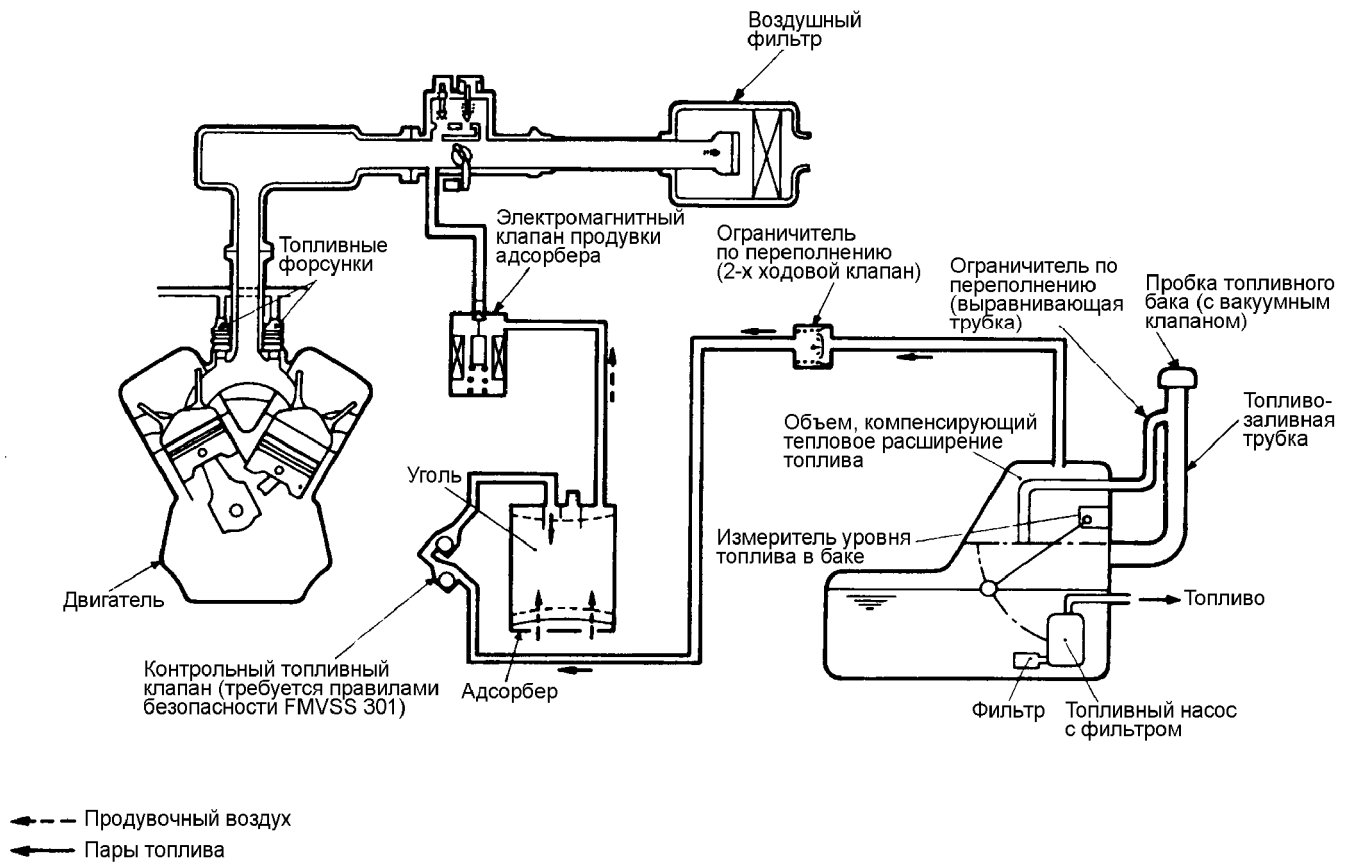 Воздушный
фильтр
Электромагнитный
клапан продувки
адсорбера
Топливные
форсунки
Ограничитель
по переполнению
(2-х ходовой клапан)
Ограничитель по
переполнению
(выравнивающая
трубка)
Пробка топливного
бака (с вакуумным
клапаном)
Топливо-
заливная
трубка
Объем, компенсирующий
тепловое расширение
топлива
Уголь
Измеритель уровня
топлива в баке
Двигатель
Топливо
Контрольный топливный
клапан (требуется правилами
безопасности FMVSS 301)
Адсорбер
Фильтр
Топливный насос
с фильтром
Продувочный воздух
Пары топлива